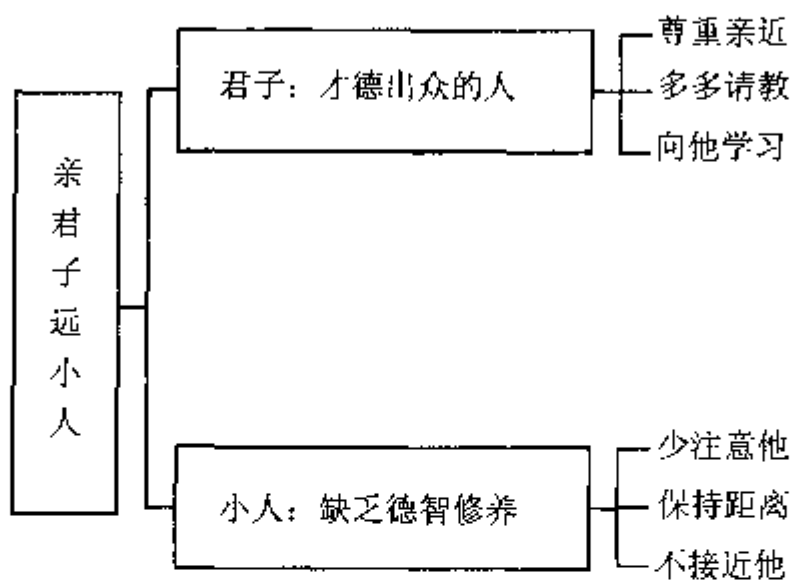 亲君子远小人
君子：才德出众的人
尊重亲近
多多请教
向他学习
小人：缺乏德智修养
少注意他
保持距离
不接近他